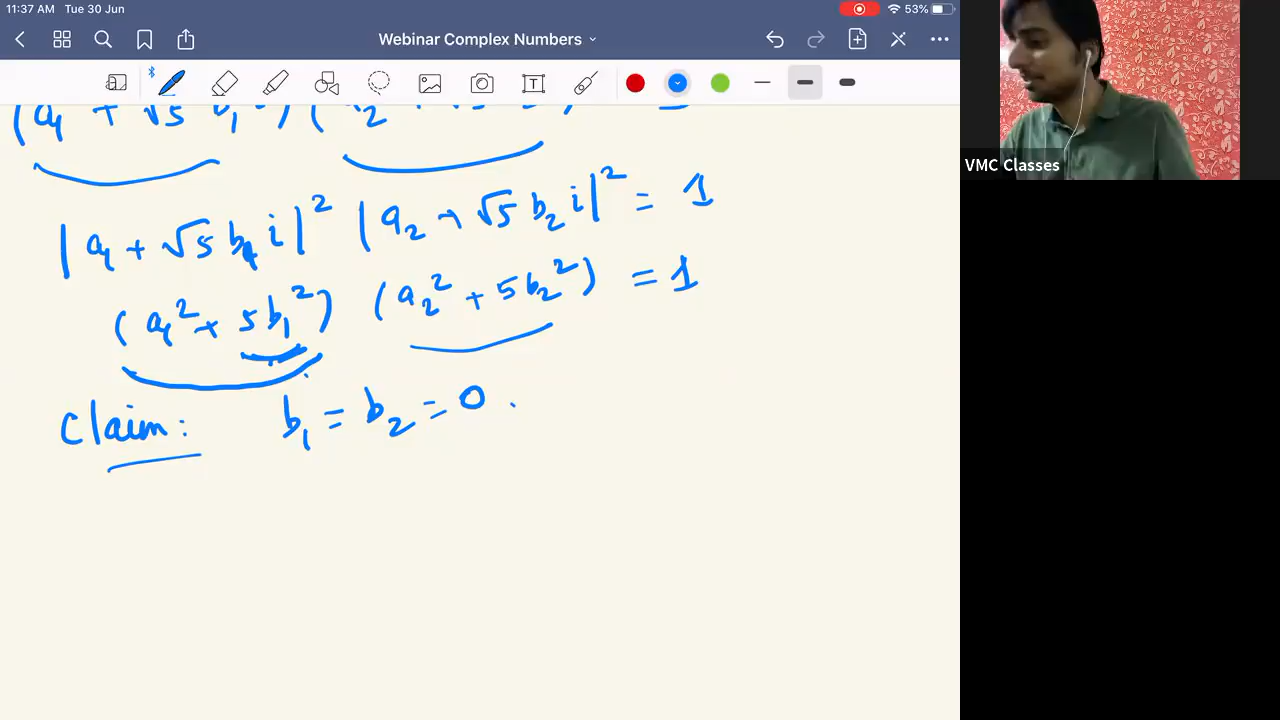 11:37 AM Tue 30 Jun
53%
Webinar Complex Numbers
T
VMC Classes
|a₁ + √5 b₁ i|² |a₂ + √5 b₂ i|² = 1
(a₁² + 5b₁²) (a₂² + 5b₂²) = 1
Claim: b₁ = b₂ = 0.